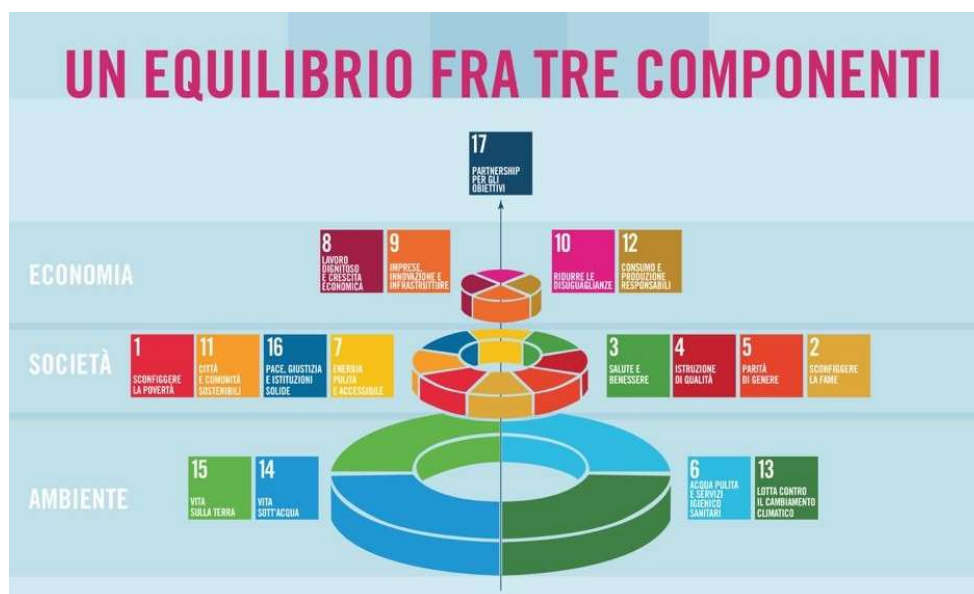 UN EQUILIBRIO FRA TRE COMPONENTI
17
PARTNERSHIP
PER GLI
OBIETTIVI
ECONOMIA
8
LAVORO
DIGNITOSO
E CRESCITA
ECONOMICA
9
IMPRESE,
INNOVAZIONE E
INFRASTRUTTURE
10
RIDURRE LE
DISUGUAGLIANZE
12
CONSUMO E
PRODUZIONE
RESPONSABILI
SOCIETÀ
1
SCONFIGGERE
LA POVERTÀ
11
CITTÀ
E COMUNITÀ
SOSTENIBILI
16
PACE, GIUSTIZIA
E ISTITUZIONI
SOLIDE
7
ENERGIA
PULITA
E ACCESSIBILE
3
SALUTE E
BENESSERE
4
ISTRUZIONE
DI QUALITÀ
5
PARITÀ
DI GENERE
2
SCONFIGGERE
LA FAME
AMBIENTE
15
VITA
SULLA TERRA
14
VITA
SOTT'ACQUA
6
ACQUA PULITA
E SERVIZI
IGIENICO
SANITARI
13
LOTTA CONTRO
IL CAMBIAMENTO
CLIMATICO